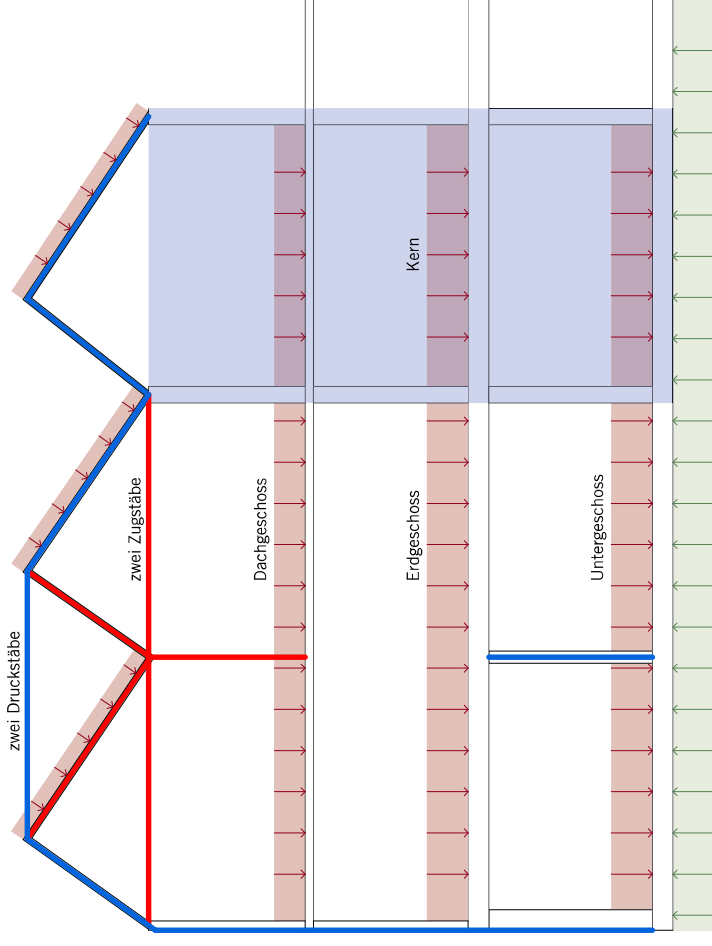 zwei Druckstäbe
zwei Zugstäbe
Dachgeschoss
Kern
Erdgeschoss
Untergeschoss